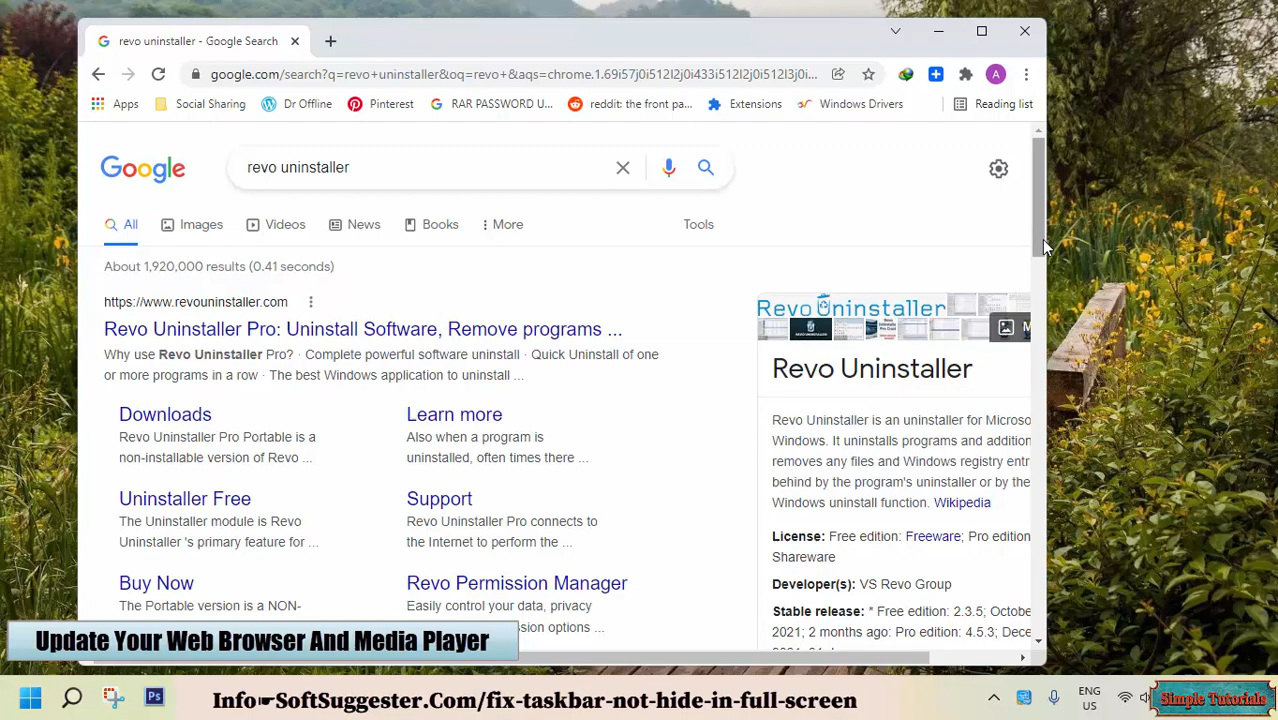 revo uninstaller - Google Search
google.com/search?q=revo+uninstaller&oq=revo+&aqs=chrome.1.69i57j0i512l2j0i433i512l2j0i512l3j0i...
A
Apps
Social Sharing
Dr Offline
Pinterest
RAR PASSWORD U...
reddit: the front pa...
Extensions
Windows Drivers
Reading list
Google
revo uninstaller
All
Images
Videos
News
Books
More
Tools
About 1,920,000 results (0.41 seconds)
https://www.revouninstaller.com
Revo Uninstaller Pro: Uninstall Software, Remove programs ...
Why use Revo Uninstaller Pro? · Complete powerful software uninstall · Quick Uninstall of one
or more programs in a row · The best Windows application to uninstall ...
Downloads
Revo Uninstaller Pro Portable is a
non-installable version of Revo ...
Learn more
Also when a program is
uninstalled, often times there ...
Uninstaller Free
The Uninstaller module is Revo
Uninstaller 's primary feature for ...
Support
Revo Uninstaller Pro connects to
the Internet to perform the ...
Buy Now
The Portable version is a NON-
Revo Permission Manager
Easily control your data, privacy
ssion options ...
Revo Uninstaller
M
Revo Uninstaller
Revo Uninstaller is an uninstaller for Microso
Windows. It uninstalls programs and addition
removes any files and Windows registry entr
behind by the program's uninstaller or by the
Windows uninstall function. Wikipedia
License: Free edition: Freeware; Pro edition
Shareware
Developer(s): VS Revo Group
Stable release: * Free edition: 2.3.5; Octobe
2021; 2 months ago: Pro edition: 4.5.3; Dece
Update Your Web Browser And Media Player
Ps
Info☛SoftSuggester.Com/fix-taskbar-not-hide-in-full-screen
ENG
US
Simple Tutorials